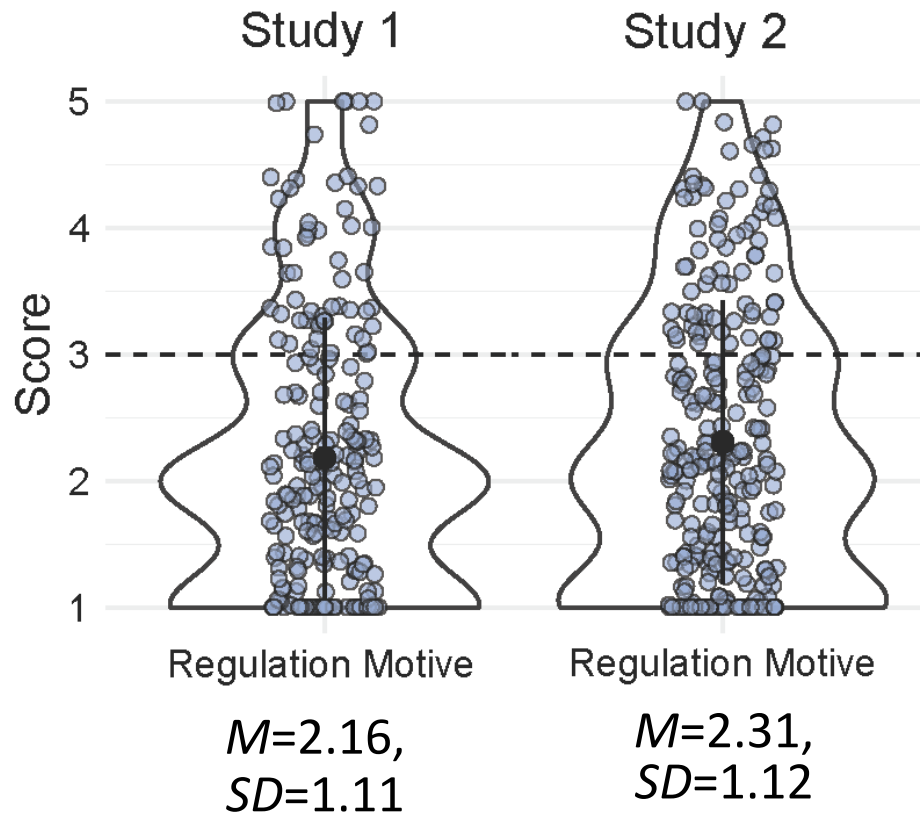 Study 1
Study 2
Score
5
4
3
2
1
Regulation Motive
Regulation Motive
M=2.16,
SD=1.11
M=2.31,
SD=1.12